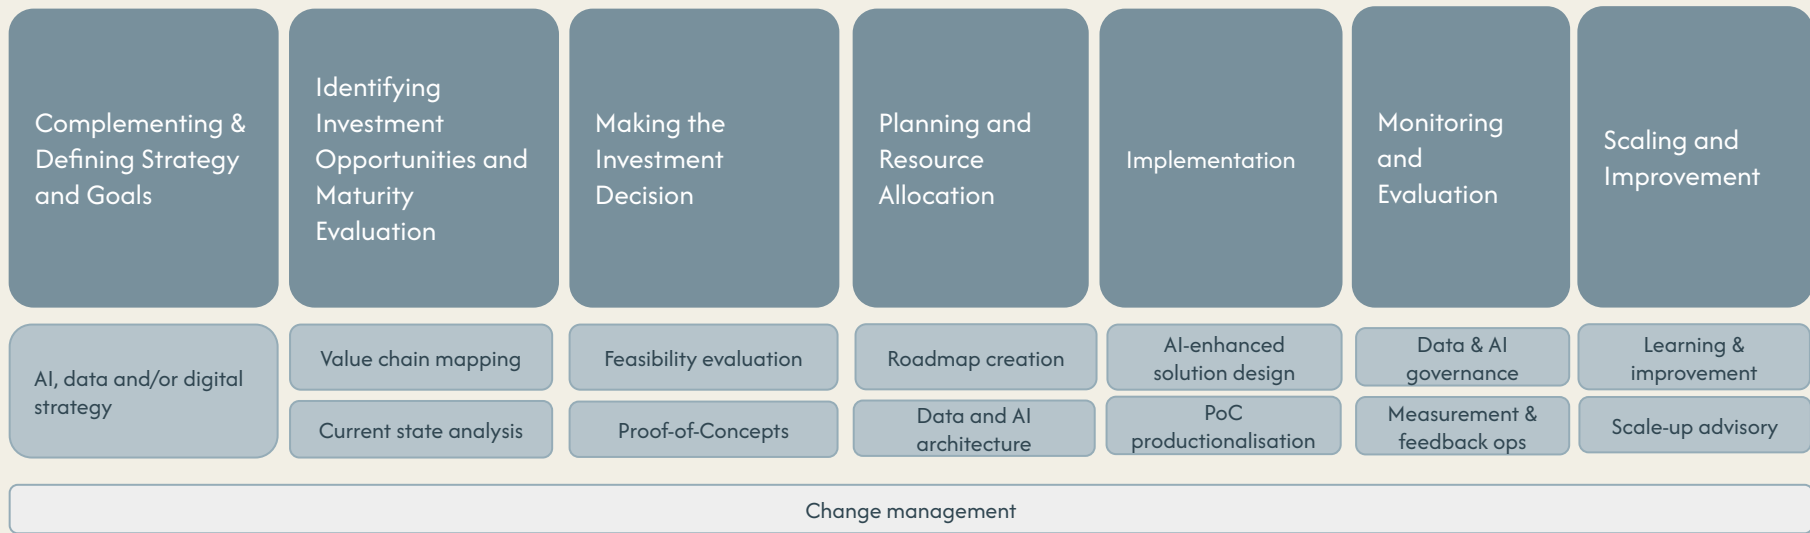 Complementing &
Defining Strategy
and Goals
Identifying
Investment
Opportunities and
Maturity
Evaluation
Making the
Investment
Decision
Planning and
Resource
Allocation
Implementation
Monitoring
and
Evaluation
Scaling and
Improvement
AI, data and/or digital
strategy
Value chain mapping
Current state analysis
Feasibility evaluation
Proof-of-Concepts
Roadmap creation
Data and AI
architecture
AI-enhanced
solution design
PoC
productionalisation
Data & AI
governance
Measurement &
feedback ops
Learning &
improvement
Scale-up advisory
Change management